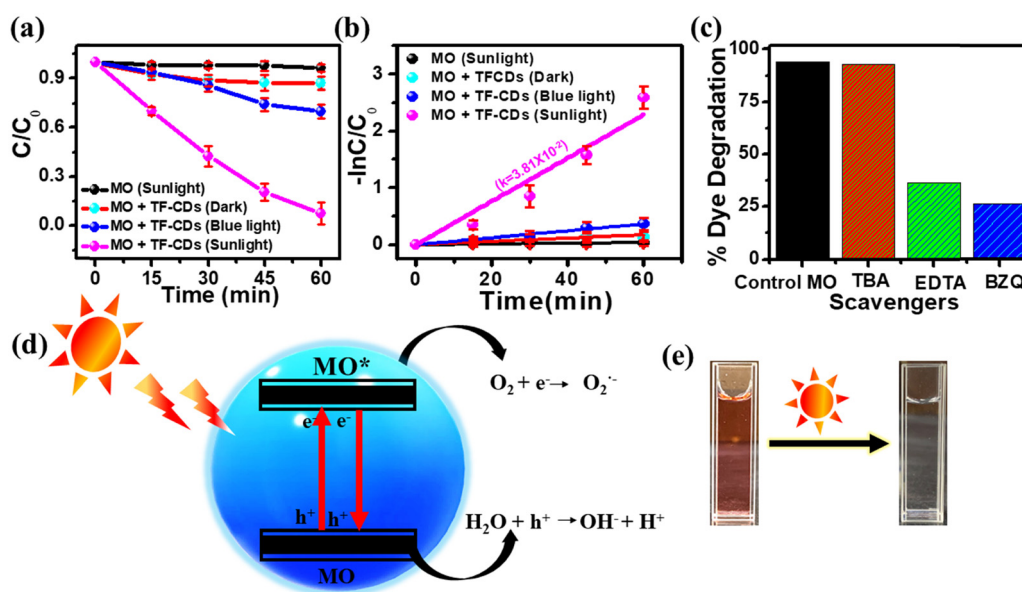 (a)
C/C0
0.9
0.6
0.3
0.0
MO (Sunlight)
MO + TF-CDs (Dark)
MO + TF-CDs (Blue light)
MO + TF-CDs (Sunlight)
0 15 30 45 60
Time (min)
(b)
-lnC/C0
3
2
1
0
MO (Sunlight)
MO + TFCDs (Dark)
MO + TF-CDs (Blue light)
MO + TF-CDs (Sunlight)
(k=3.81X10-2)
0 15 30 45 60
Time(min)
(c)
% Dye Degradation
100
75
50
25
0
Control MO TBA EDTA BZQ
Scavengers
(d)
MO*
e- e-
h+ h+
MO
O2 + e- → O2·-
H2O + h+ → OH- + H+
(e)